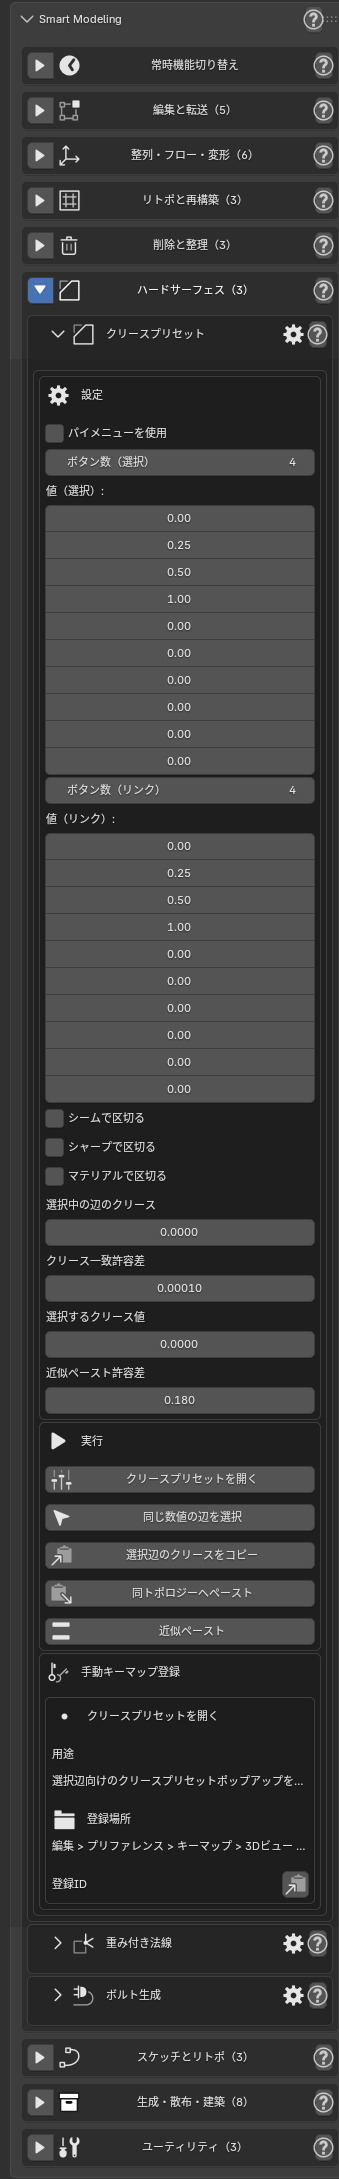 Smart Modeling
常時機能切り替え
編集と転送（5）
整列・フロー・変形（6）
リトポと再構築（3）
削除と整理（3）
ハードサーフェス（3）
クリースプリセット
設定
パイメニューを使用
ボタン数（選択） 4
値（選択）:
0.00
0.25
0.50
1.00
0.00
0.00
0.00
0.00
0.00
0.00
ボタン数（リンク） 4
値（リンク）:
0.00
0.25
0.50
1.00
0.00
0.00
0.00
0.00
0.00
0.00
シームで区切る
シャープで区切る
マテリアルで区切る
選択中の辺のクリース
0.0000
クリース一致許容差
0.00010
選択するクリース値
0.0000
近似ペースト許容差
0.180
実行
クリースプリセットを開く
同じ数値の辺を選択
選択辺のクリースをコピー
同トポロジーへペースト
近似ペースト
手動キーマップ登録
クリースプリセットを開く
用途
選択辺向けのクリースプリセットポップアップを...
登録場所
編集 > プリファレンス > キーマップ > 3Dビュー ...
登録ID
重み付き法線
ボルト生成
スケッチとリトポ（3）
生成・散布・建築（8）
ユーティリティ（3）